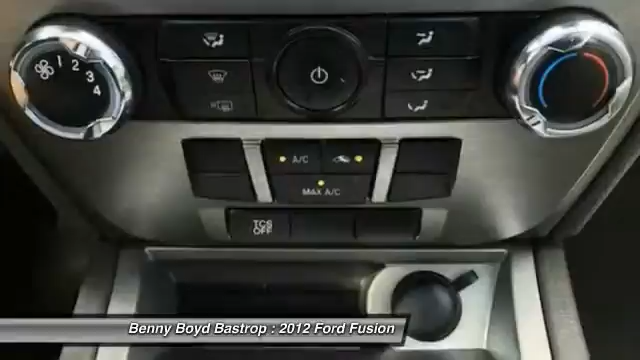 1 2 3 4
A/C
MAX A/C
TCS
OFF
Benny Boyd Bastrop : 2012 Ford Fusion